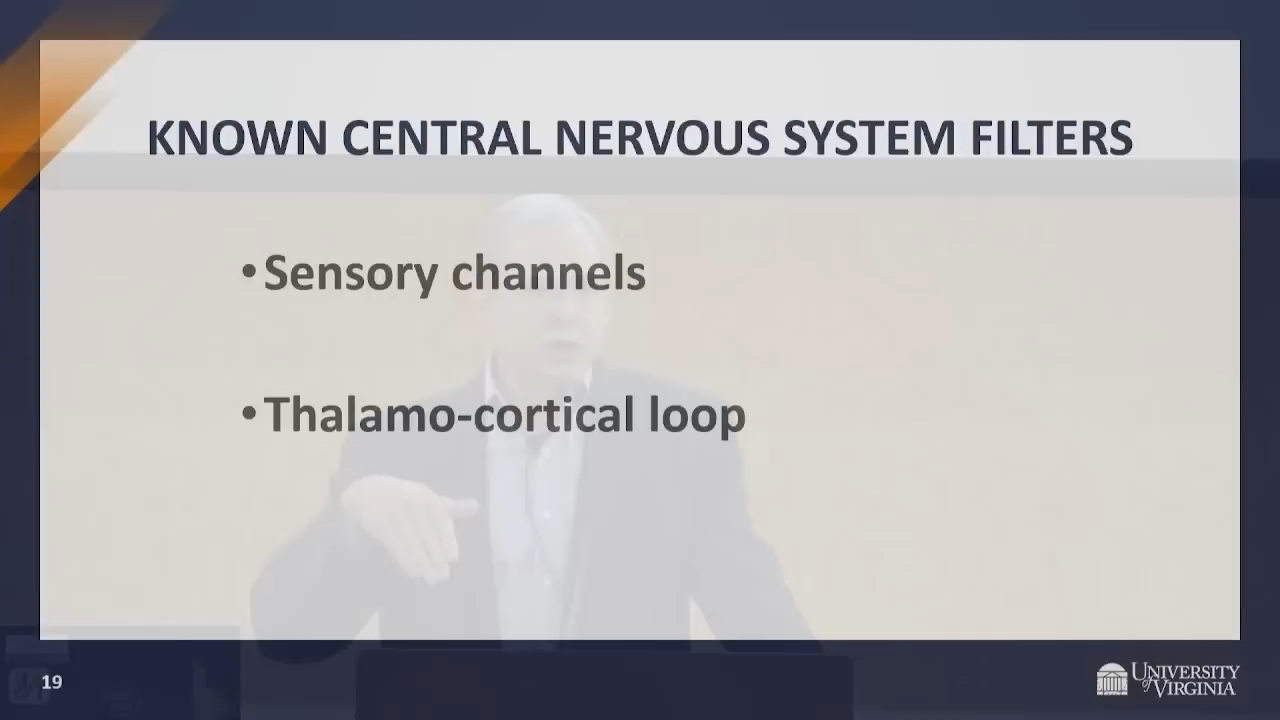 KNOWN CENTRAL NERVOUS SYSTEM FILTERS
•Sensory channels
•Thalamo-cortical loop
19
UNIVERSITY
of VIRGINIA